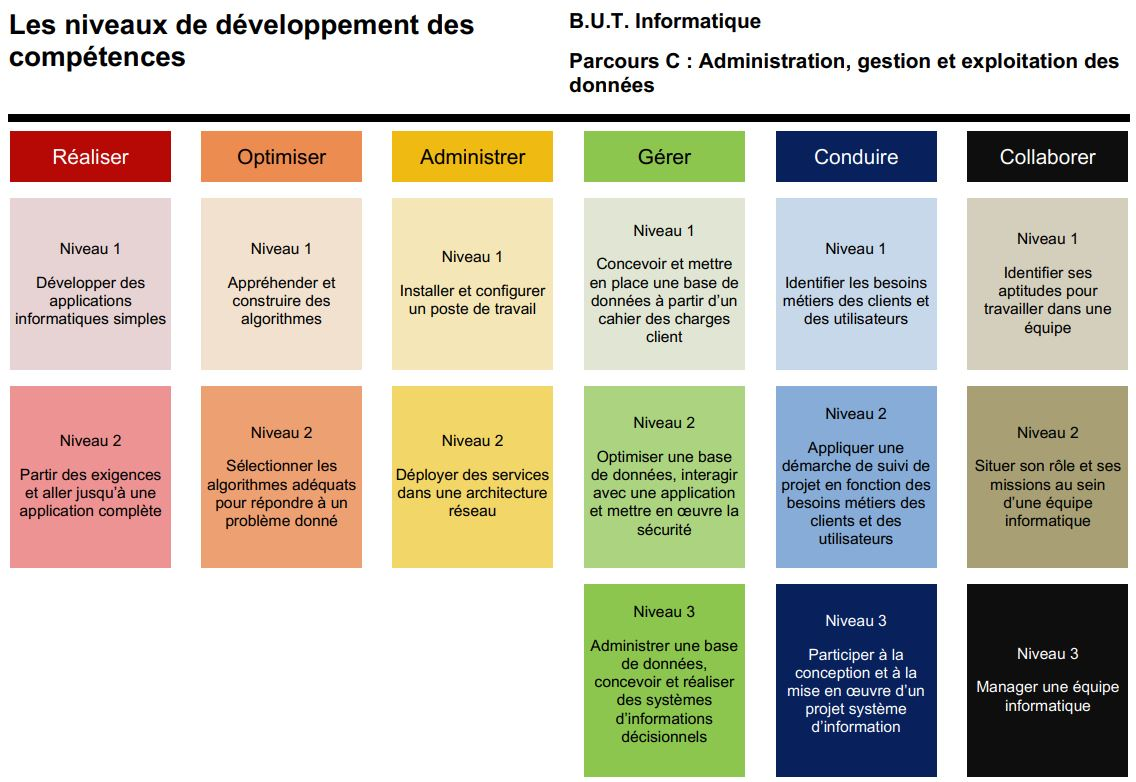 Les niveaux de développement des
compétences
B.U.T. Informatique
Parcours C : Administration, gestion et exploitation des
données
Réaliser
Optimiser
Administrer
Gérer
Conduire
Collaborer
Niveau 1
Développer des
applications
informatiques simples
Niveau 1
Appréhender et
construire des
algorithmes
Niveau 1
Installer et configurer
un poste de travail
Niveau 1
Concevoir et mettre
en place une base de
données à partir d’un
cahier des charges
client
Niveau 1
Identifier les besoins
métiers des clients et
des utilisateurs
Niveau 1
Identifier ses
aptitudes pour
travailler dans une
équipe
Niveau 2
Partir des exigences
et aller jusqu’à une
application complète
Niveau 2
Sélectionner les
algorithmes adéquats
pour répondre à un
problème donné
Niveau 2
Déployer des services
dans une architecture
réseau
Niveau 2
Optimiser une base
de données, interagir
avec une application
et mettre en œuvre la
sécurité
Niveau 2
Appliquer une
démarche de suivi de
projet en fonction des
besoins métiers des
clients et des
utilisateurs
Niveau 2
Situer son rôle et ses
missions au sein
d’une équipe
informatique
Niveau 3
Administrer une base
de données,
concevoir et réaliser
des systèmes
d’informations
décisionnels
Niveau 3
Participer à la
conception et à la
mise en œuvre d’un
projet système
d’information
Niveau 3
Manager une équipe
informatique